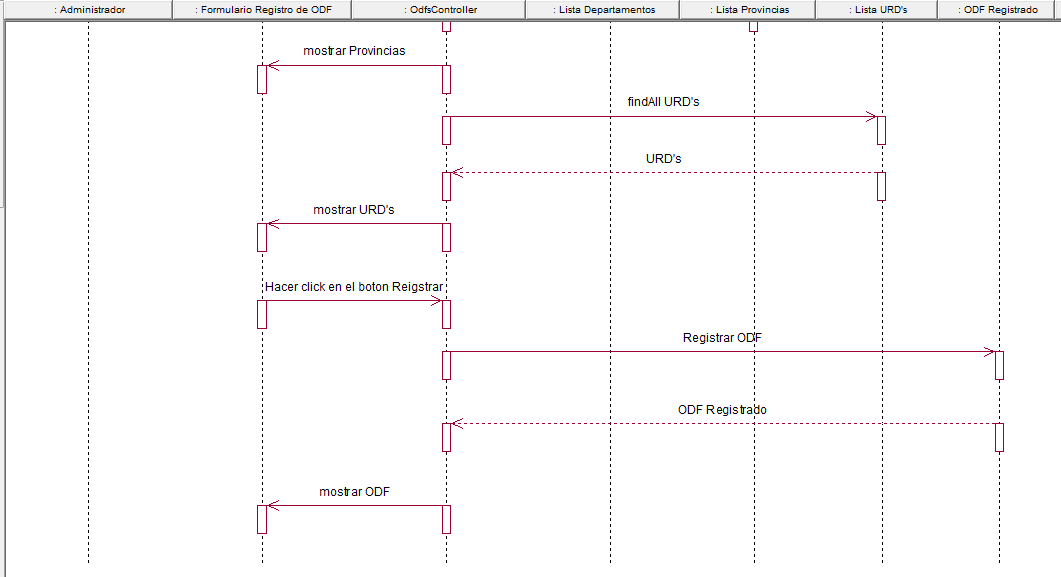 : Administrador
: Formulario Registro de ODF
: OdfsController
: Lista Departamentos
: Lista Provincias
: Lista URD's
: ODF Registrado
mostrar Provincias
findAll URD's
URD's
mostrar URD's
Hacer click en el boton Reigstrar
Registrar ODF
ODF Registrado
mostrar ODF